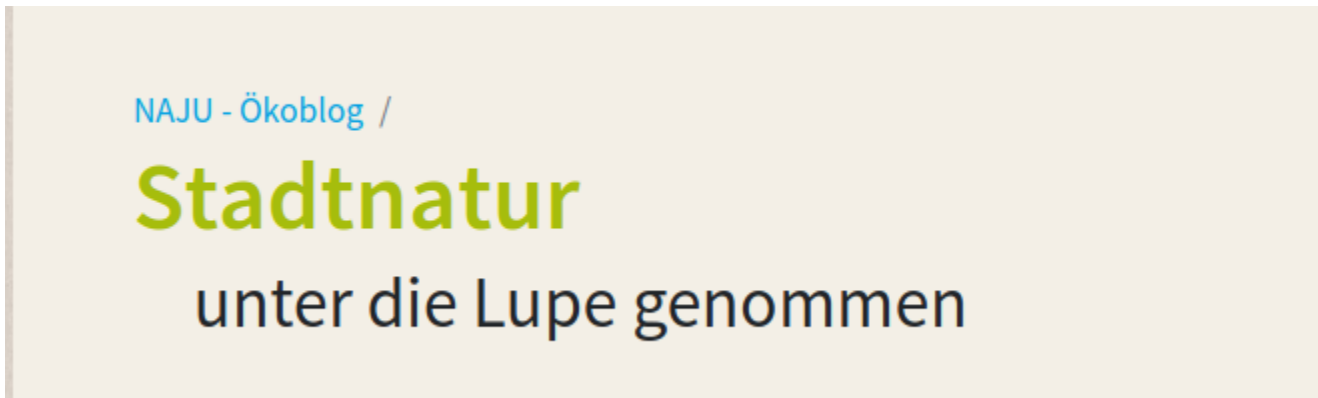 NAJU - Ökoblog /
Stadtnatur
unter die Lupe genommen